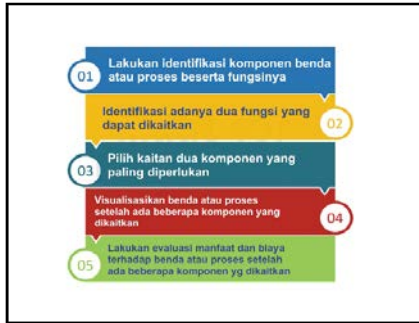 01
Lakukan identifikasi komponen benda
atau proses beserta fungsinya
Identifikasi adanya dua fungsi yang
dapat dikaitkan
02
03
Pilih kaitan dua komponen yang
paling diperlukan
Visualisasikan benda atau proses
setelah ada beberapa komponen yang
dikaitkan
04
05
Lakukan evaluasi manfaat dan biaya
terhadap benda atau proses setelah
ada beberapa komponen yg dikaitkan